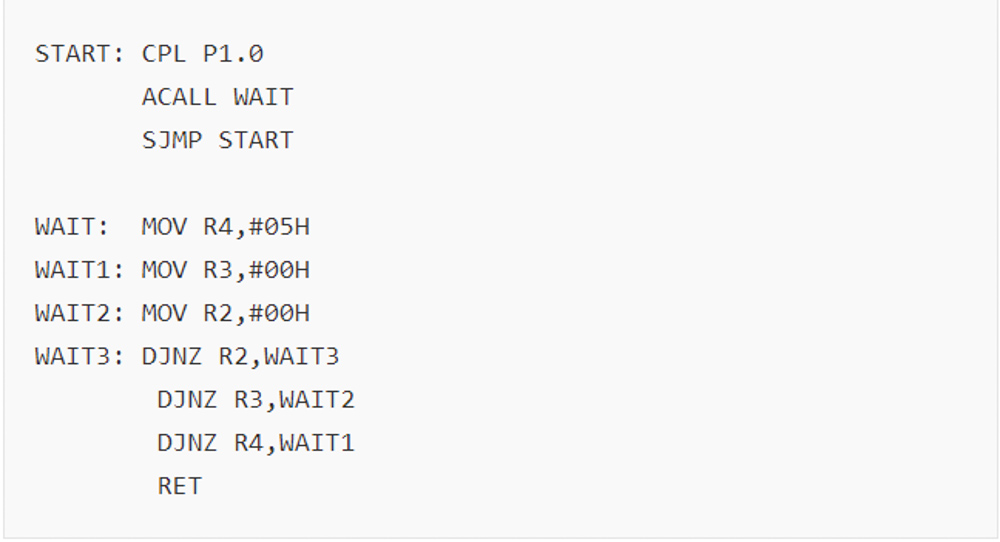 START: CPL P1.0
ACALL WAIT
SJMP START
WAIT: MOV R4,#05H
WAIT1: MOV R3,#00H
WAIT2: MOV R2,#00H
WAIT3: DJNZ R2,WAIT3
DJNZ R3,WAIT2
DJNZ R4,WAIT1
RET